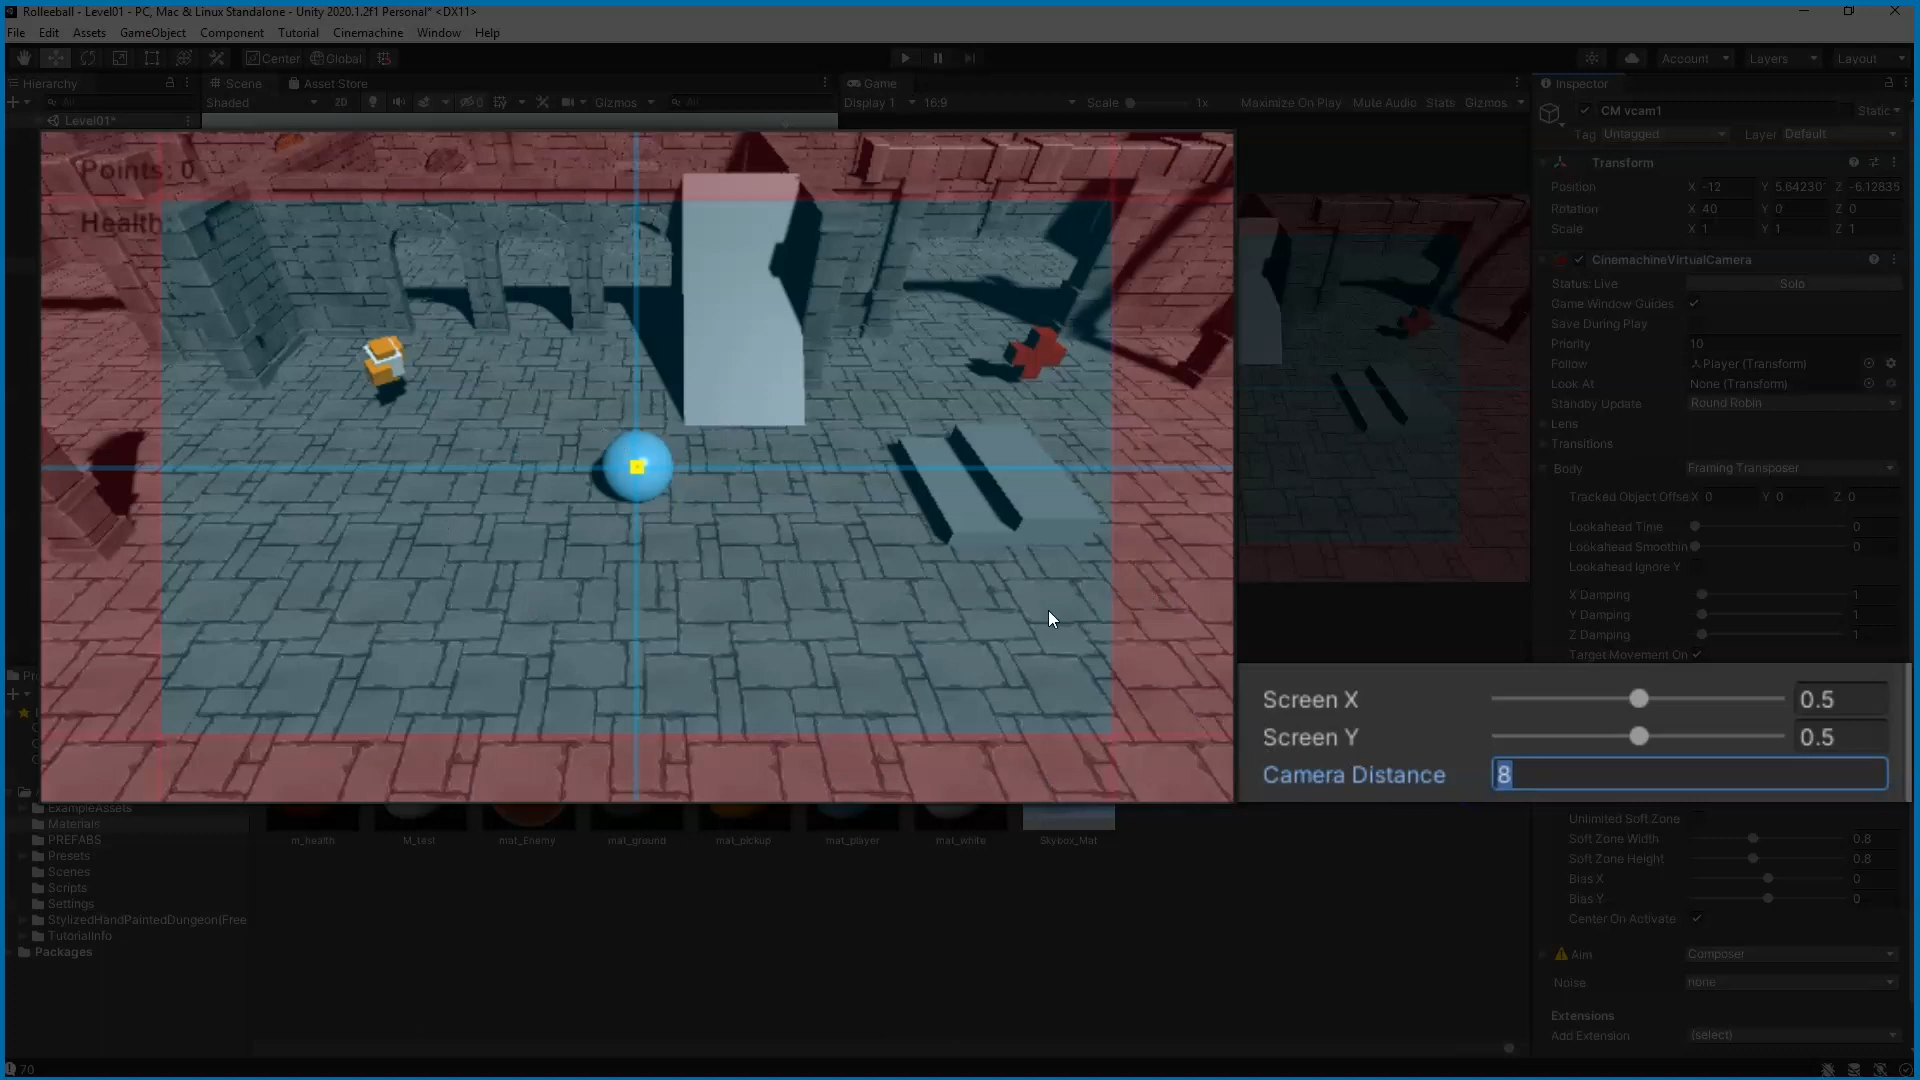 Rolleeball - Level01 - PC, Mac & Linux Standalone - Unity 2020.1.2f1 Personal* <DX11>
File Edit Assets GameObject Component Tutorial Cinemachine Window Help
Center Global Account Layers Layout
Hierarchy Scene Asset Store Game Inspector
All Shaded 2D 0 Gizmos All Display 1 16:9 Scale 1x Maximize On Play Mute Audio Stats Gizmos
CM vcam1 Static
Level01*
Tag Untagged Layer Default
Transform
Points: 0
Position X -12 Y 5.64230 Z -6.12835
Rotation X 40 Y 0 Z 0
Health
Scale X 1 Y 1 Z 1
CinemachineVirtualCamera
Status: Live Solo
Game Window Guides
Save During Play
Priority 10
Follow Player (Transform)
Look At None (Transform)
Standby Update Round Robin
Lens
Transitions
Body Framing Transposer
Tracked Object Offse X 0 Y 0 Z 0
Lookahead Time 0
Lookahead Smoothin 0
Lookahead Ignore Y
X Damping 1
Y Damping 1
Z Damping 1
Target Movement On
Pr
Screen X 0.5
Screen Y 0.5
Camera Distance 8
ExampleAssets
Materials
PREFABS
Presets
Scenes
Scripts
Settings
StylizedHandPaintedDungeon(Free
TutorialInfo
Packages
m_health M_test mat_Enemy mat_ground mat_pickup mat_player mat_white Skybox_Mat
Unlimited Soft Zone
Soft Zone Width 0.8
Soft Zone Height 0.8
Bias X 0
Bias Y 0
Center On Activate
Aim Composer
Noise none
Extensions
Add Extension (select)
70